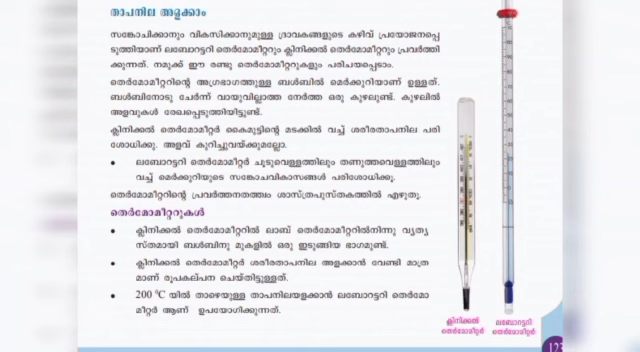 താപനില അളക്കാം
സങ്കോചിക്കാനും വികസിക്കാനുമുള്ള ദ്രാവകങ്ങളുടെ കഴിവ് പ്രയോജനപ്പെ
ടുത്തിയാണ് ലബോറട്ടറി തെർമോമീറ്ററും ക്ലിനിക്കൽ തെർമോമീറ്ററും പ്രവർത്തി
ക്കുന്നത്. നമുക്ക് ഈ രണ്ടു തെർമോമീറ്ററുകളും പരിചയപ്പെടാം.
തെർമോമീറ്ററിന്റെ അഗ്രഭാഗത്തുള്ള ബൾബിൽ മെർക്കുറിയാണ് ഉള്ളത്.
ബൾബിനോടു ചേർന്ന് വായുവില്ലാത്ത നേർത്ത ഒരു കുഴലുണ്ട്. കുഴലിൽ
അളവുകൾ രേഖപ്പെടുത്തിയിട്ടുണ്ട്.
ക്ലിനിക്കൽ തെർമോമീറ്റർ കൈമുട്ടിന്റെ മടക്കിൽ വച്ച് ശരീരതാപനില പരി
ശോധിക്കൂ. അളവ് കുറിച്ചുവയ്ക്കുമല്ലോ.
• ലബോറട്ടറി തെർമോമീറ്റർ ചൂടുവെള്ളത്തിലും തണുത്തവെള്ളത്തിലും
വച്ച് മെർക്കുറിയുടെ സങ്കോചവികാസങ്ങൾ പരിശോധിക്കൂ.
തെർമോമീറ്ററിന്റെ പ്രവർത്തനതത്ത്വം ശാസ്ത്രപുസ്തകത്തിൽ എഴുതൂ.
തെർമോമീറ്ററുകൾ
• ക്ലിനിക്കൽ തെർമോമീറ്ററിൽ ലാബ് തെർമോമീറ്ററിൽനിന്നു വ്യത്യ
സ്തമായി ബൾബിനു മുകളിൽ ഒരു ഇടുങ്ങിയ ഭാഗമുണ്ട്.
• ക്ലിനിക്കൽ തെർമോമീറ്റർ ശരീരതാപനില അളക്കാൻ വേണ്ടി മാത്ര
മാണ് രൂപകല്പന ചെയ്തിട്ടുള്ളത്.
• 200 ⁰C യിൽ താഴെയുള്ള താപനിലയളക്കാൻ ലബോറട്ടറി തെർമോ
മീറ്റർ ആണ് ഉപയോഗിക്കുന്നത്.
ക്ലിനിക്കൽ
തെർമോമീറ്റർ
ലബോറട്ടറി
തെർമോമീറ്റർ